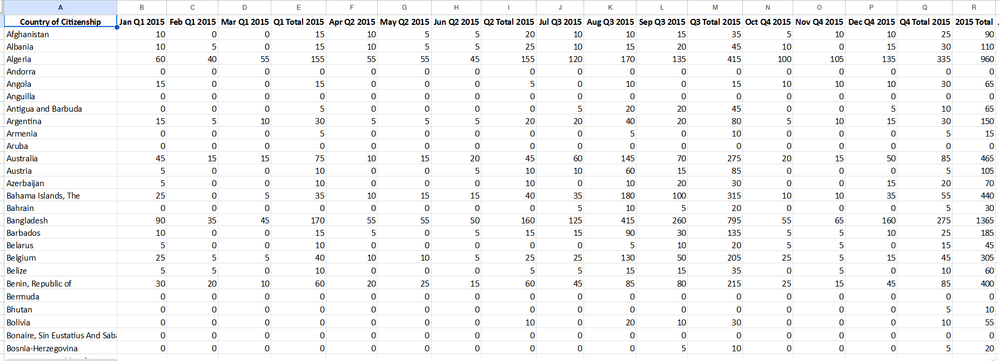 A B C D E F G H I J K L M N O P Q R
Country of Citizenship Jan Q1 2015 Feb Q1 2015 Mar Q1 2015 Q1 Total 2015 Apr Q2 2015 May Q2 2015 Jun Q2 2015 Q2 Total 2015 Jul Q3 2015 Aug Q3 2015 Sep Q3 2015 Q3 Total 2015 Oct Q4 2015 Nov Q4 2015 Dec Q4 2015 Q4 Total 2015 2015 Total
Afghanistan 10 0 0 15 10 5 5 20 10 10 15 35 5 10 10 25 90
Albania 10 5 0 15 10 5 5 25 10 15 20 45 10 0 15 30 110
Algeria 60 40 55 155 55 55 45 155 120 170 135 415 100 105 135 335 960
Andorra 0 0 0 0 0 0 0 0 0 0 0 0 0 0 0 0 0
Angola 15 0 0 15 0 0 0 5 0 10 0 15 10 10 10 30 65
Anguilla 0 0 0 0 0 0 0 0 0 0 0 0 0 0 0 0 0
Antigua and Barbuda 0 0 0 5 0 0 0 0 5 20 20 45 0 0 5 10 65
Argentina 15 5 10 30 5 5 5 20 20 40 20 80 5 10 15 30 150
Armenia 0 0 0 5 0 0 0 0 0 5 0 10 0 0 0 5 15
Aruba 0 0 0 0 0 0 0 0 0 0 0 0 0 0 0 0 0
Australia 45 15 15 75 10 15 20 45 60 145 70 275 20 15 50 85 465
Austria 5 0 0 10 0 0 5 10 10 60 15 85 0 0 0 5 105
Azerbaijan 5 0 0 10 0 0 0 10 0 10 20 30 0 0 15 20 70
Bahama Islands, The 25 0 5 35 10 15 15 40 35 180 100 315 10 10 35 55 440
Bahrain 0 0 0 0 0 0 0 0 5 10 5 20 0 0 0 5 30
Bangladesh 90 35 45 170 55 55 50 160 125 415 260 795 55 65 160 275 1365
Barbados 10 0 0 15 5 0 5 15 15 90 30 135 5 5 10 25 185
Belarus 5 0 0 10 0 0 0 0 0 5 10 20 5 5 0 15 45
Belgium 25 5 5 40 10 10 5 25 25 130 50 205 25 5 15 45 305
Belize 5 5 0 10 0 0 0 5 5 15 15 35 0 5 0 10 60
Benin, Republic of 30 20 10 60 20 25 15 60 45 85 80 215 25 15 45 85 400
Bermuda 0 0 0 0 0 0 0 0 0 0 0 0 0 0 0 0 0
Bhutan 0 0 0 0 0 0 0 0 0 0 0 0 0 0 0 5 10
Bolivia 0 0 0 0 0 0 0 10 0 20 10 30 0 0 0 10 55
Bonaire, Sin Eustatius And Saba 0 0 0 0 0 0 0 0 0 0 0 0 0 0 0 0 0
Bosnia-Herzegovina 0 0 0 0 0 0 0 0 0 0 5 10 0 0 0 5 20